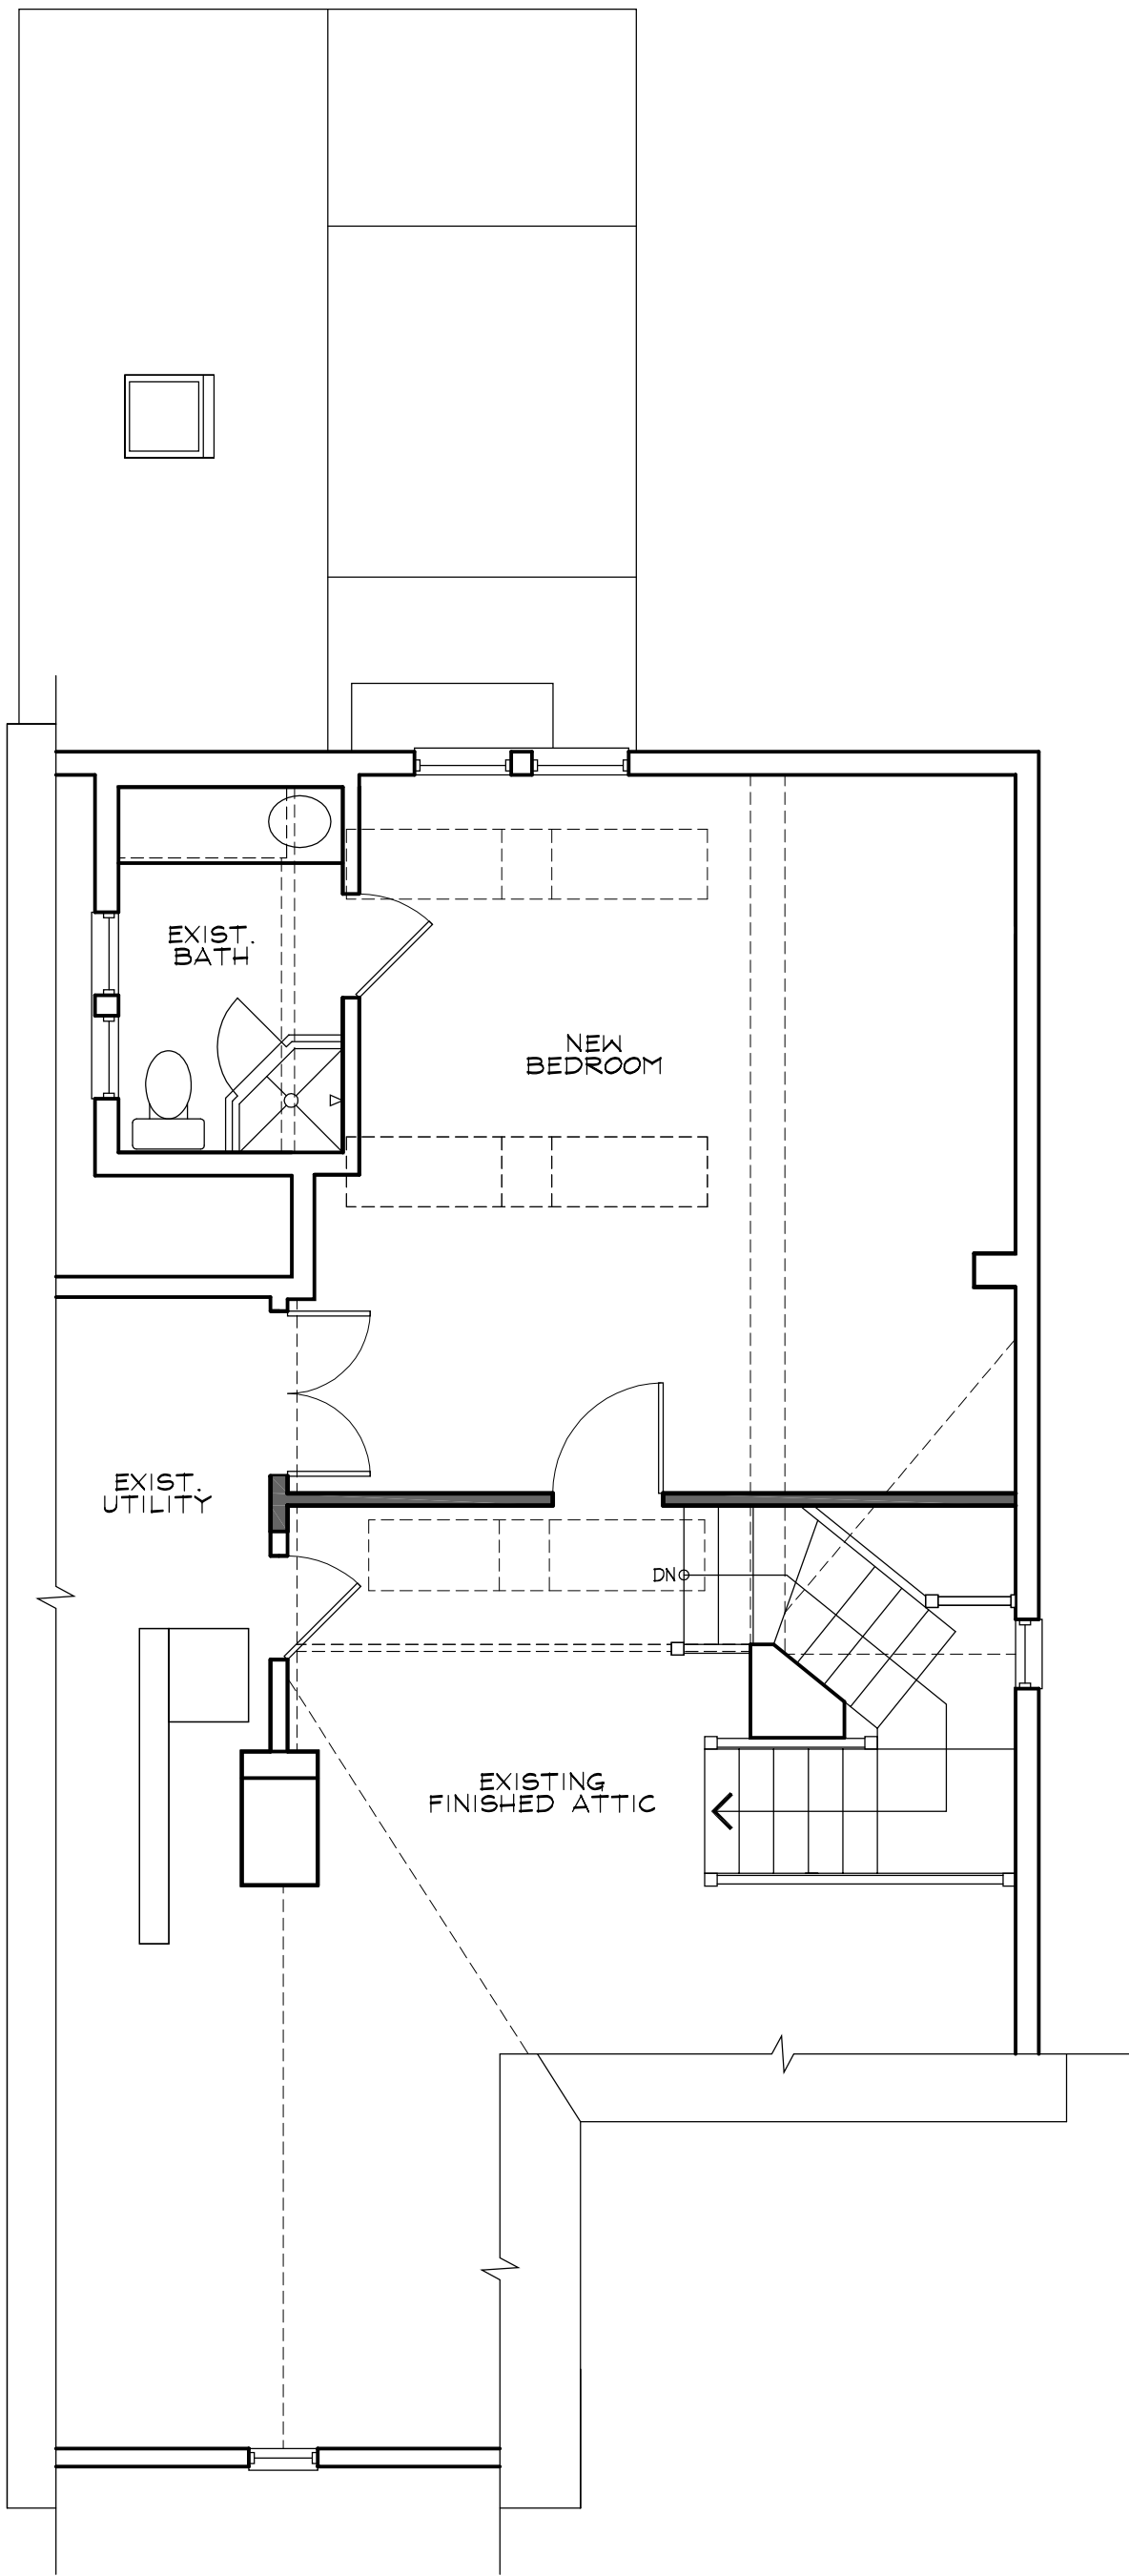 EXIST.
BATH
NEW
BEDROOM
EXIST.
UTILITY
DN
EXISTING
FINISHED ATTIC